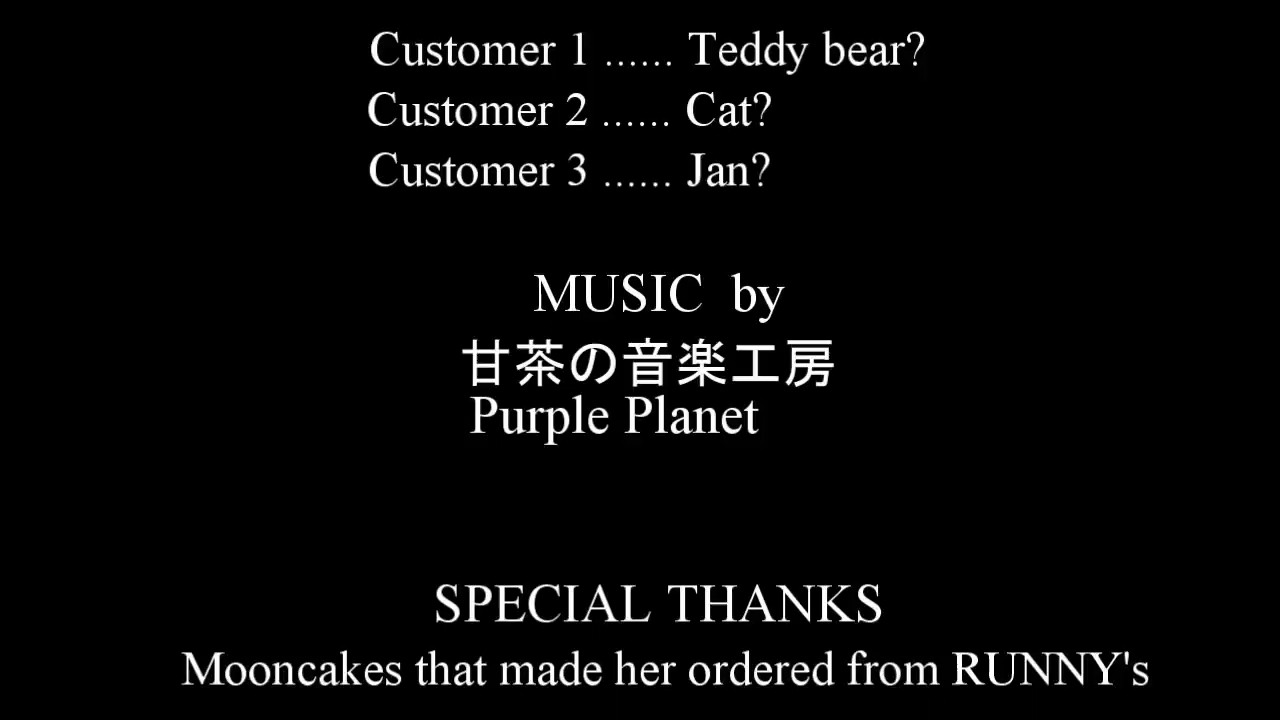 Customer 1 ...... Teddy bear?
Customer 2 ...... Cat?
Customer 3 ...... Jan?
MUSIC by
甘茶の音楽工房
Purple Planet
SPECIAL THANKS
Mooncakes that made her ordered from RUNNY's